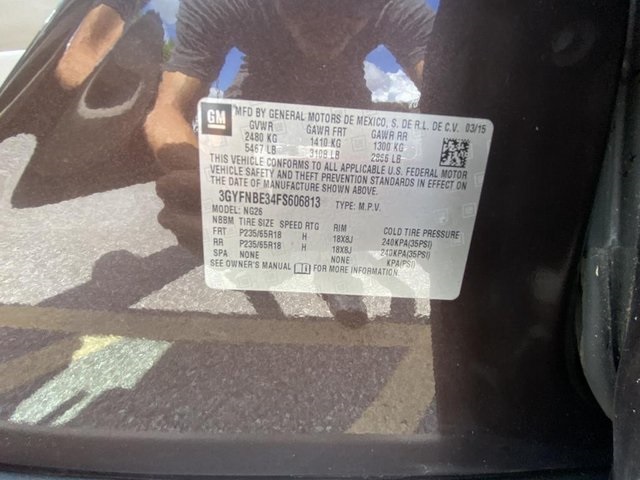 GM
MFD BY GENERAL MOTORS DE MEXICO, S. DE R.L. DE C.V. 03/15
GVWR GAWR FRT GAWR RR
2480 KG 1410 KG 1300 KG
5467 LB 3108 LB 2866 LB
THIS VEHICLE CONFORMS TO ALL APPLICABLE U.S. FEDERAL MOTOR
VEHICLE SAFETY AND THEFT PREVENTION STANDARDS IN EFFECT ON
THE DATE OF MANUFACTURE SHOWN ABOVE.
3GYFNBE34FS606813 TYPE: M.P.V.
MODEL: NG26
NBBM TIRE SIZE SPEED RTG RIM COLD TIRE PRESSURE
FRT P235/65R18 H 18X8J 240KPA(35PSI)
RR P235/65R18 H 18X8J 240KPA(35PSI)
SPA NONE NONE KPA(PSI)
SEE OWNER'S MANUAL FOR MORE INFORMATION.